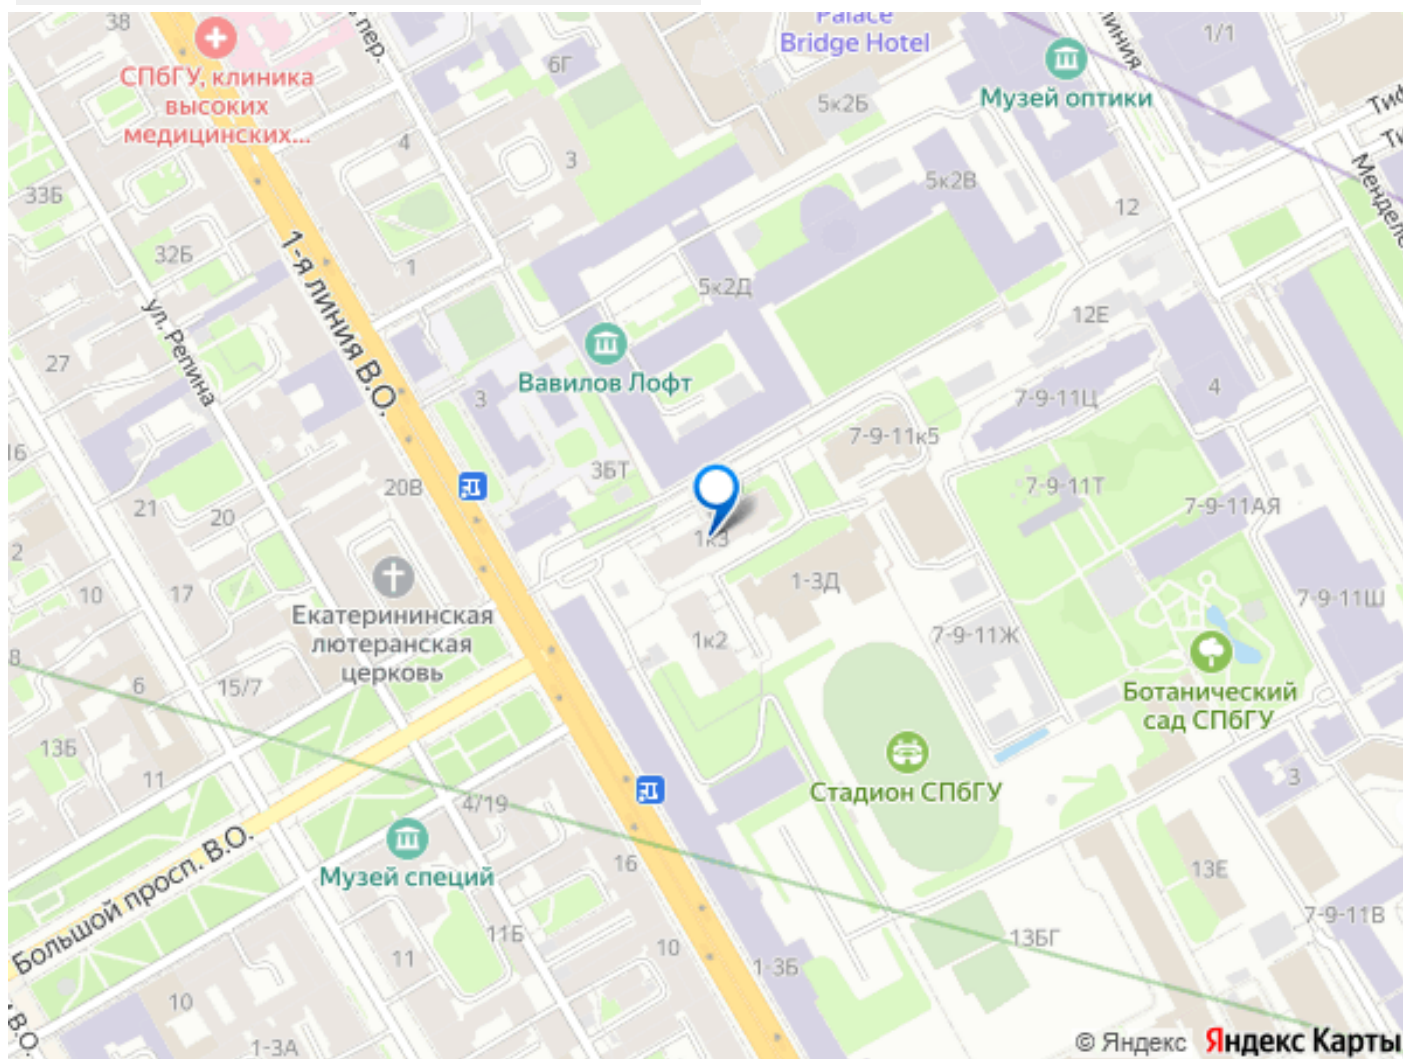 38
пер.
Palace
Bridge Hotel
линия
1/1
6Г
СПбГУ, клиника
высоких
медицинских...
Музей оптики
5к2Б
4
3
5к2В
33Б
12
32Б
1
1-я линия В.О.
5к2Д
ул. Репина
12Е
27
Вавилов Лофт
3
7-9-11Ц
4
7-9-11к5
16
3БТ
20В
7-9-11Т
21
20
7-9-11АЯ
1к3
2
Екатерининская
лютеранская
церковь
10
17
1-3Д
7-9-11Ш
1к2
7-9-11Ж
8
6
15/7
Ботанический
сад СПбГУ
13Б
11
3
Стадион СПбГУ
4/19
Большой просп. В.О.
Музей специй
16
13Е
11Б
7-9-11В
13БГ
11
10
1-3Б
10
В.О.
1-3А
© Яндекс Яндекс Карты